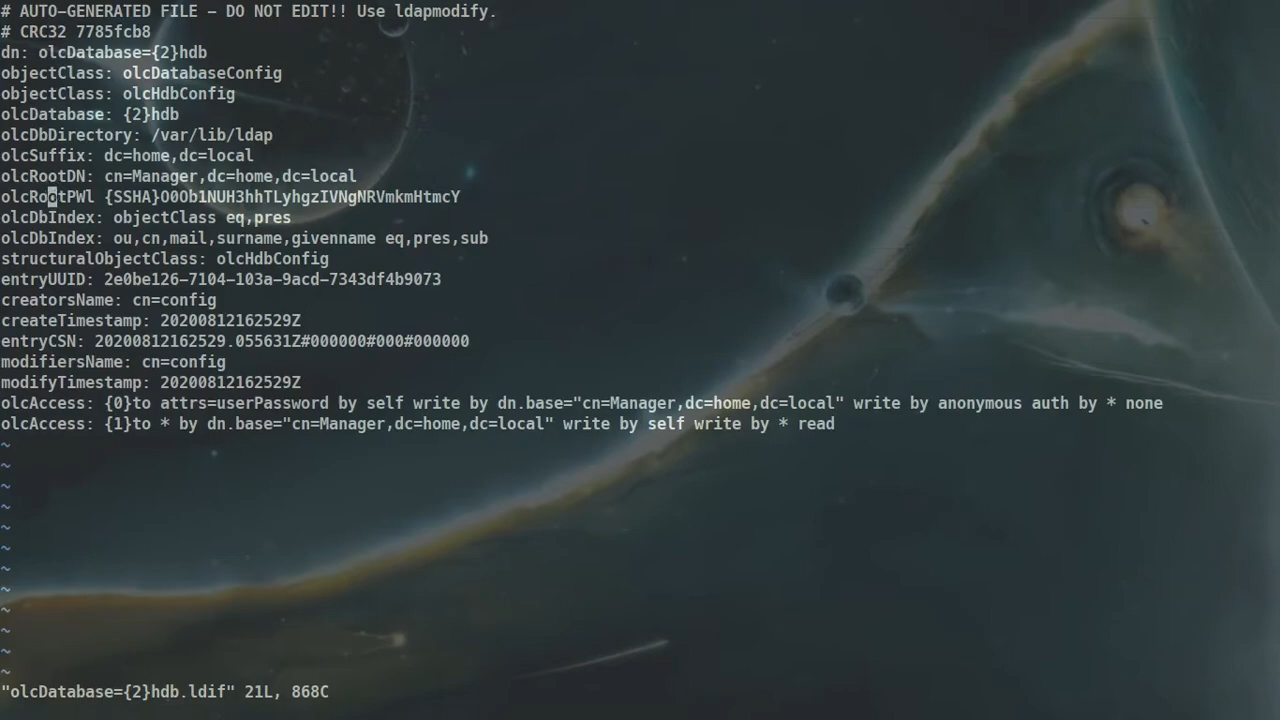 # AUTO-GENERATED FILE - DO NOT EDIT!! Use ldapmodify.
# CRC32 7785fcb8
dn: olcDatabase={2}hdb
objectClass: olcDatabaseConfig
objectClass: olcHdbConfig
olcDatabase: {2}hdb
olcDbDirectory: /var/lib/ldap
olcSuffix: dc=home,dc=local
olcRootDN: cn=Manager,dc=home,dc=local
olcRootPWl {SSHA}O0Ob1NUH3hhTLyhgzIVNgNRVmkmHtmcY
olcDbIndex: objectClass eq,pres
olcDbIndex: ou,cn,mail,surname,givenname eq,pres,sub
structuralObjectClass: olcHdbConfig
entryUUID: 2e0be126-7104-103a-9acd-7343df4b9073
creatorsName: cn=config
createTimestamp: 20200812162529Z
entryCSN: 20200812162529.055631Z#000000#000#000000
modifiersName: cn=config
modifyTimestamp: 20200812162529Z
olcAccess: {0}to attrs=userPassword by self write by dn.base="cn=Manager,dc=home,dc=local" write by anonymous auth by * none
olcAccess: {1}to * by dn.base="cn=Manager,dc=home,dc=local" write by self write by * read
~
~
~
~
~
~
~
~
~
~
~
~
"olcDatabase={2}hdb.ldif" 21L, 868C